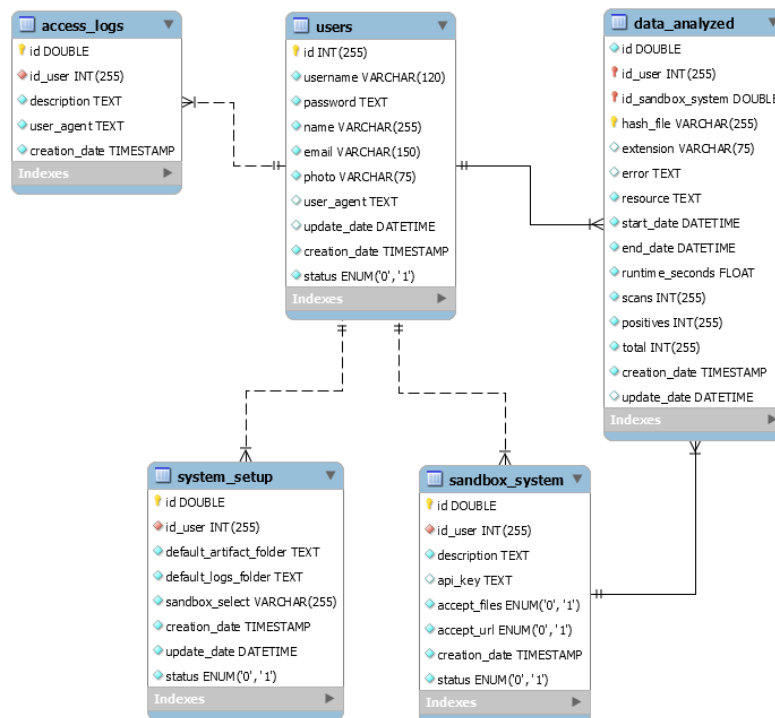 access_logs
id DOUBLE
id_user INT(255)
description TEXT
user_agent TEXT
creation_date TIMESTAMP
Indexes
users
id INT(255)
username VARCHAR(120)
password TEXT
name VARCHAR(255)
email VARCHAR(150)
photo VARCHAR(75)
user_agent TEXT
update_date DATETIME
creation_date TIMESTAMP
status ENUM('0', '1')
Indexes
data_analyzed
id DOUBLE
id_user INT(255)
id_sandbox_system DOUBLE
hash_file VARCHAR(255)
extension VARCHAR(75)
error TEXT
resource TEXT
start_date DATETIME
end_date DATETIME
runtime_seconds FLOAT
scans INT(255)
positives INT(255)
total INT(255)
creation_date TIMESTAMP
update_date DATETIME
Indexes
system_setup
id DOUBLE
id_user INT(255)
default_artifact_folder TEXT
default_logs_folder TEXT
sandbox_select VARCHAR(255)
creation_date TIMESTAMP
update_date DATETIME
status ENUM('0', '1')
Indexes
sandbox_system
id DOUBLE
id_user INT(255)
description TEXT
api_key TEXT
accept_files ENUM('0', '1')
accept_url ENUM('0', '1')
creation_date TIMESTAMP
status ENUM('0', '1')
Indexes